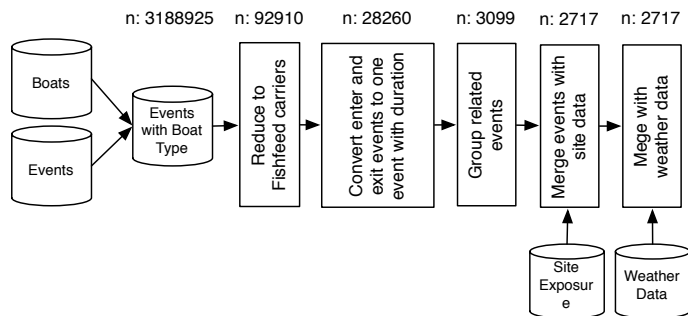 n: 3188925
n: 92910
n: 28260
n: 3099
n: 2717
n: 2717
Boats
Events
Events
with Boat
Type
Reduce to
Fishfeed carriers
Convert enter and
exit events to one
event with duration
Group related
events
Merge events with
site data
Mege with
weather data
Site
Exposur
e
Weather
Data